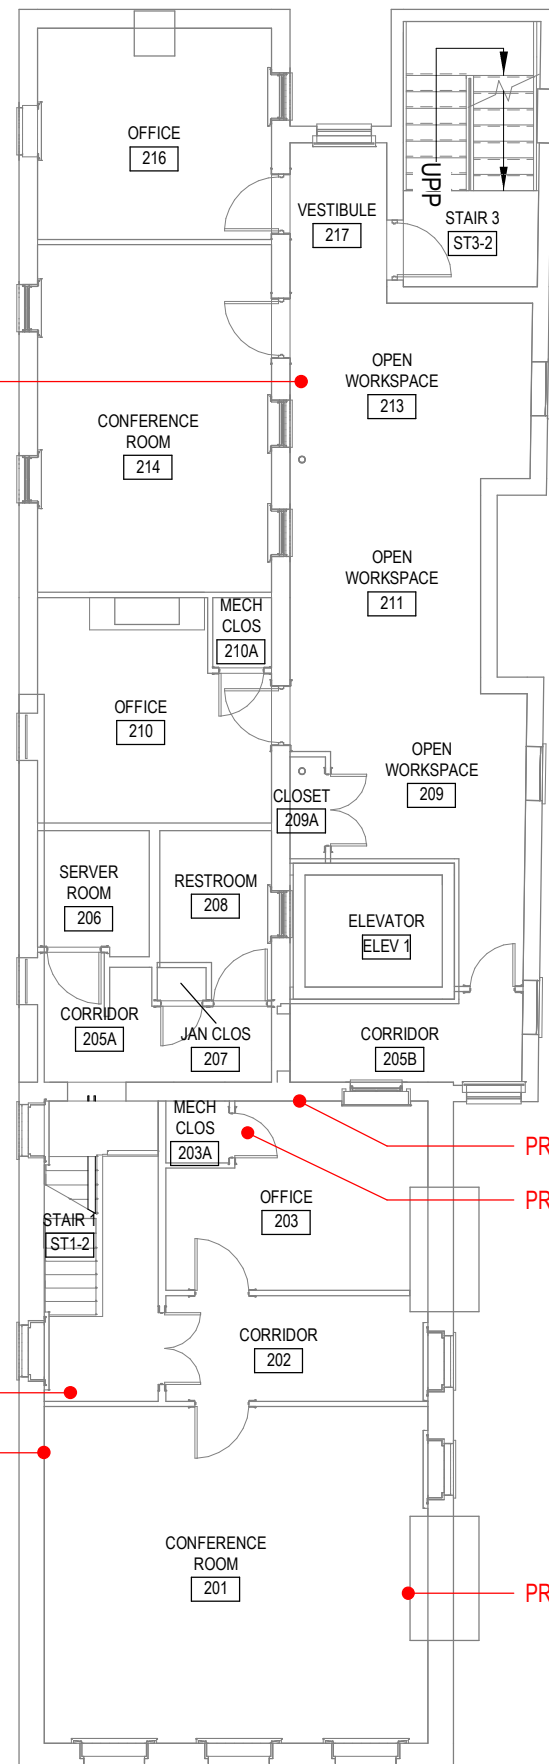 OFFICE
216
UPP
VESTIBULE
217
STAIR 3
ST3-2
OPEN
WORKSPACE
213
CONFERENCE
ROOM
214
OPEN
WORKSPACE
211
MECH
CLOS
210A
OFFICE
210
OPEN
WORKSPACE
209
CLOSET
209A
SERVER
ROOM
206
RESTROOM
208
ELEVATOR
ELEV 1
CORRIDOR
205A
JAN CLOS
207
CORRIDOR
205B
MECH
CLOS
203A
PR
PR
OFFICE
203
STAIR 1
ST1-2
CORRIDOR
202
CONFERENCE
ROOM
201
PR